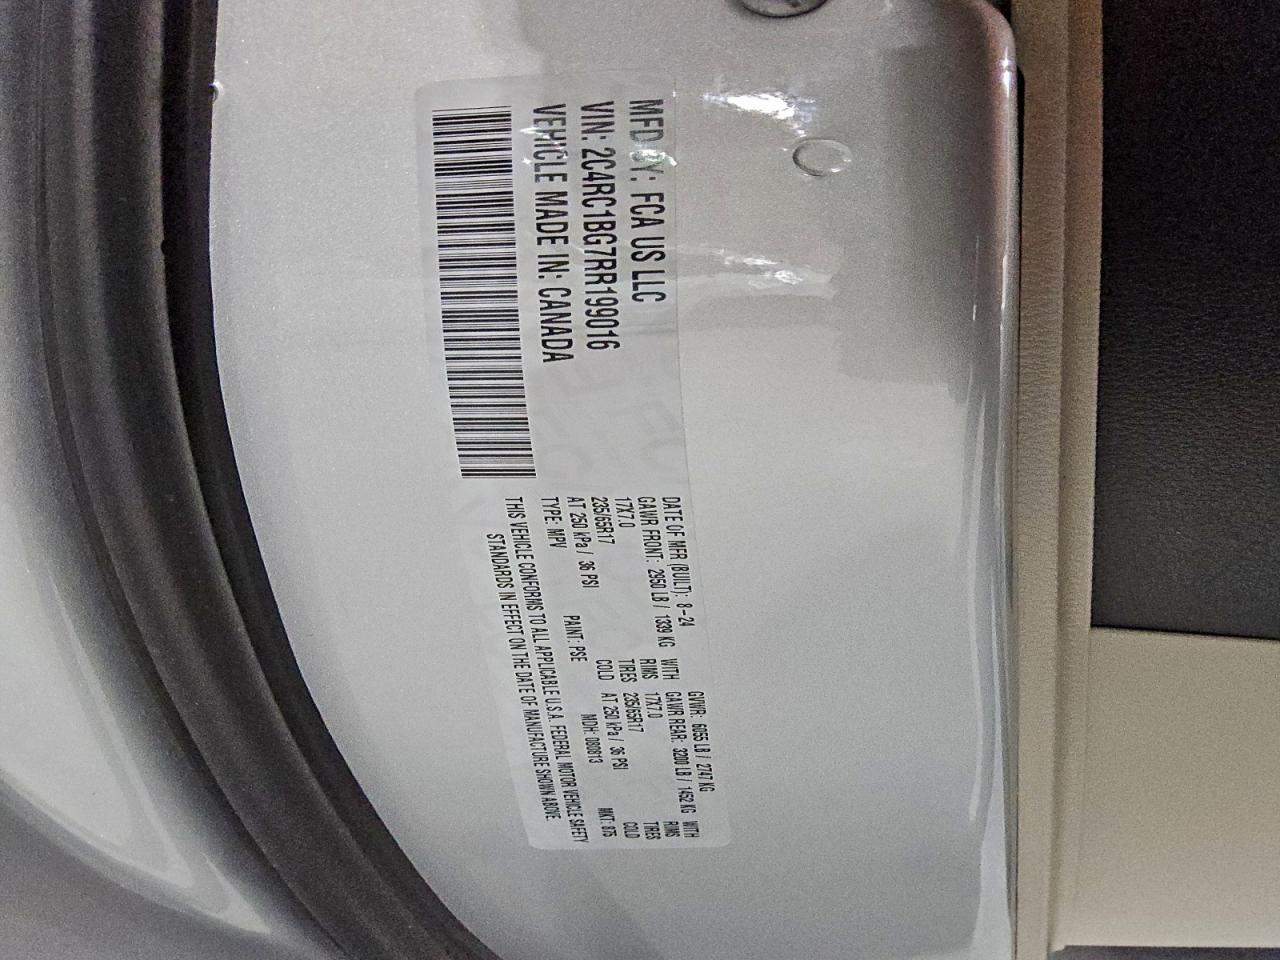 MFD BY: FCA US LLC
VIN: 2C4RC1BG7RR199016
VEHICLE MADE IN: CANADA
DATE OF MFR (BUILT): 8-24 GVWR: 6055 LB / 2747 KG
GAWR FRONT: 2950 LB / 1339 KG WITH GAWR REAR: 3200 LB / 1452 KG WITH
17X7.0 RIMS 17X7.0 RIMS
235/65R17 TIRES 235/65R17 TIRES
AT 250 kPa / 36 PSI COLD AT 250 kPa / 36 PSI COLD
TYPE: MPV PAINT: PSE MDH: 080813 MKT: 875
THIS VEHICLE CONFORMS TO ALL APPLICABLE U.S.A. FEDERAL MOTOR VEHICLE SAFETY
STANDARDS IN EFFECT ON THE DATE OF MANUFACTURE SHOWN ABOVE.